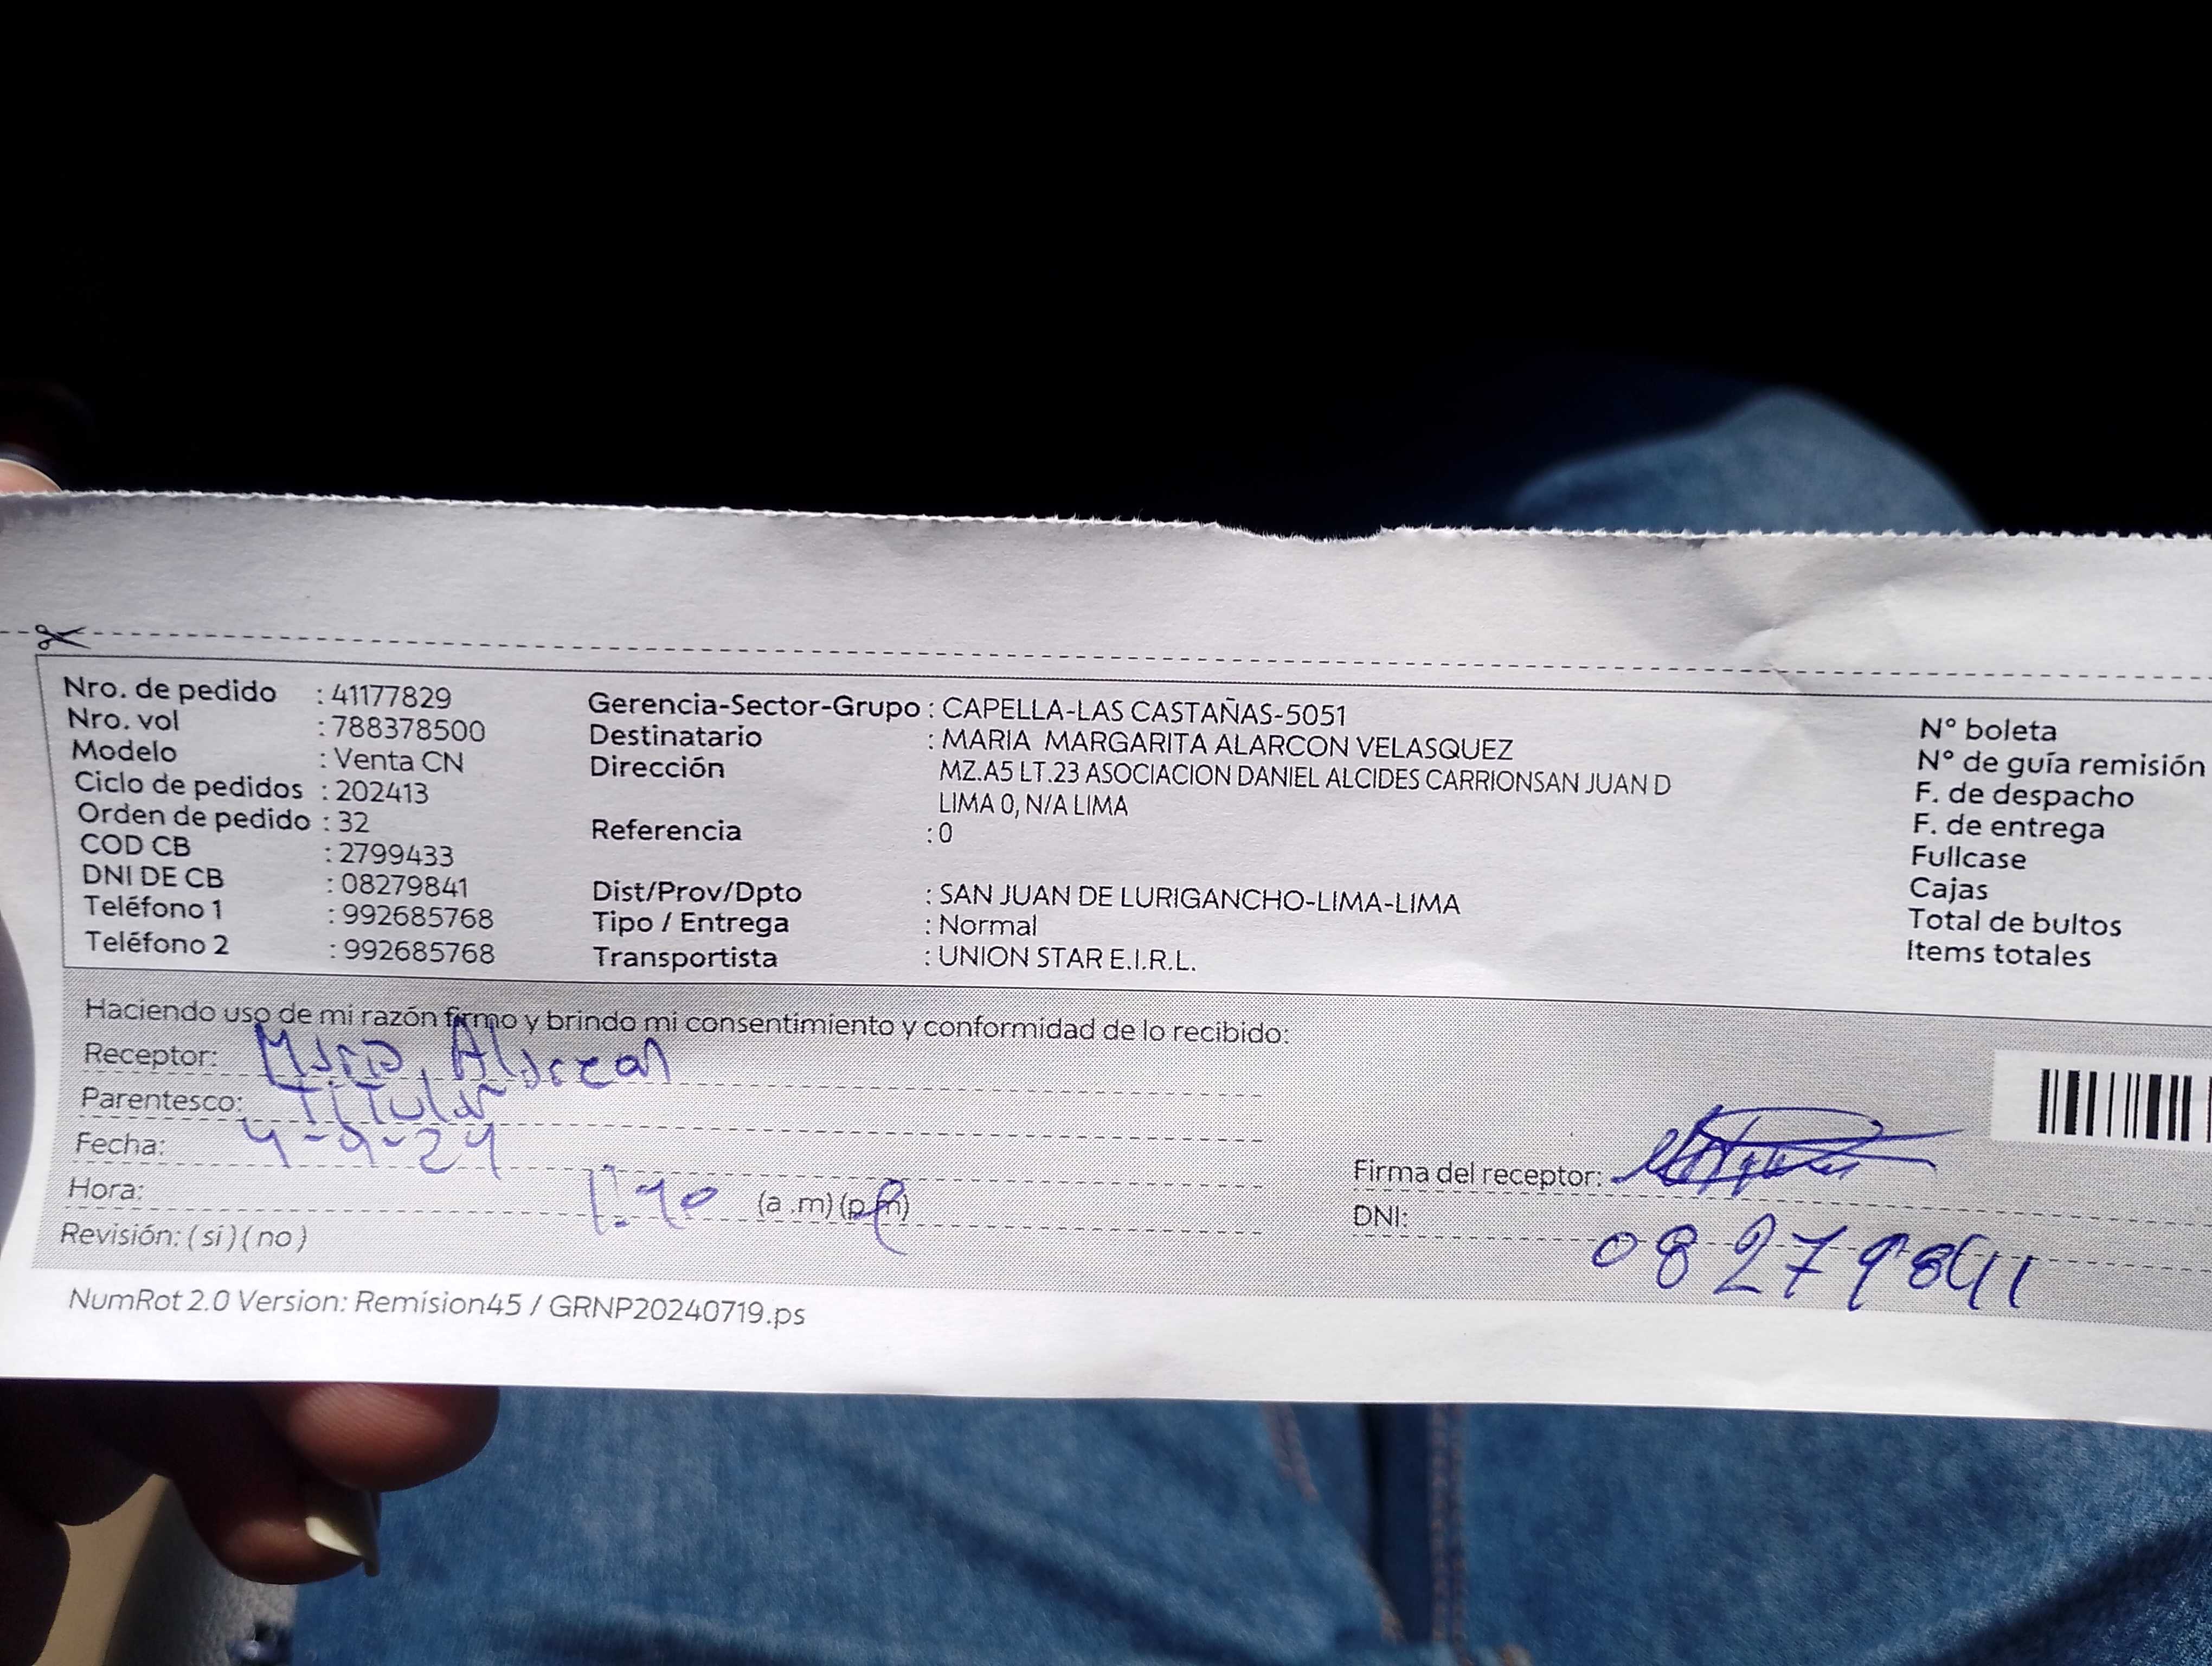 Nro. de pedido : 41177829
Nro. vol : 788378500
Modelo : Venta CN
Ciclo de pedidos : 202413
Orden de pedido : 32
COD CB : 2799433
DNI DE CB : 08279841
Teléfono 1 : 992685768
Teléfono 2 : 992685768
Gerencia-Sector-Grupo : CAPELLA-LAS CASTAÑAS-5051
Destinatario : MARIA MARGARITA ALARCON VELASQUEZ
Dirección MZ.A5 LT.23 ASOCIACION DANIEL ALCIDES CARRIONSAN JUAN D
LIMA 0, N/A LIMA
Referencia : 0
Dist/Prov/Dpto : SAN JUAN DE LURIGANCHO-LIMA-LIMA
Tipo / Entrega : Normal
Transportista : UNION STAR E.I.R.L.
N° boleta
N° de guía remisión
F. de despacho
F. de entrega
Fullcase
Cajas
Total de bultos
Items totales
Haciendo uso de mi razón firmo y brindo mi consentimiento y conformidad de lo recibido:
Receptor: Maria Alarcon
Parentesco: Titular
Fecha: 4-9-24
Hora: 1:40 (a .m) (p.m)
Revisión: ( si ) ( no )
Firma del receptor:
DNI: 08279841
NumRot 2.0 Version: Remision45 / GRNP20240719.ps